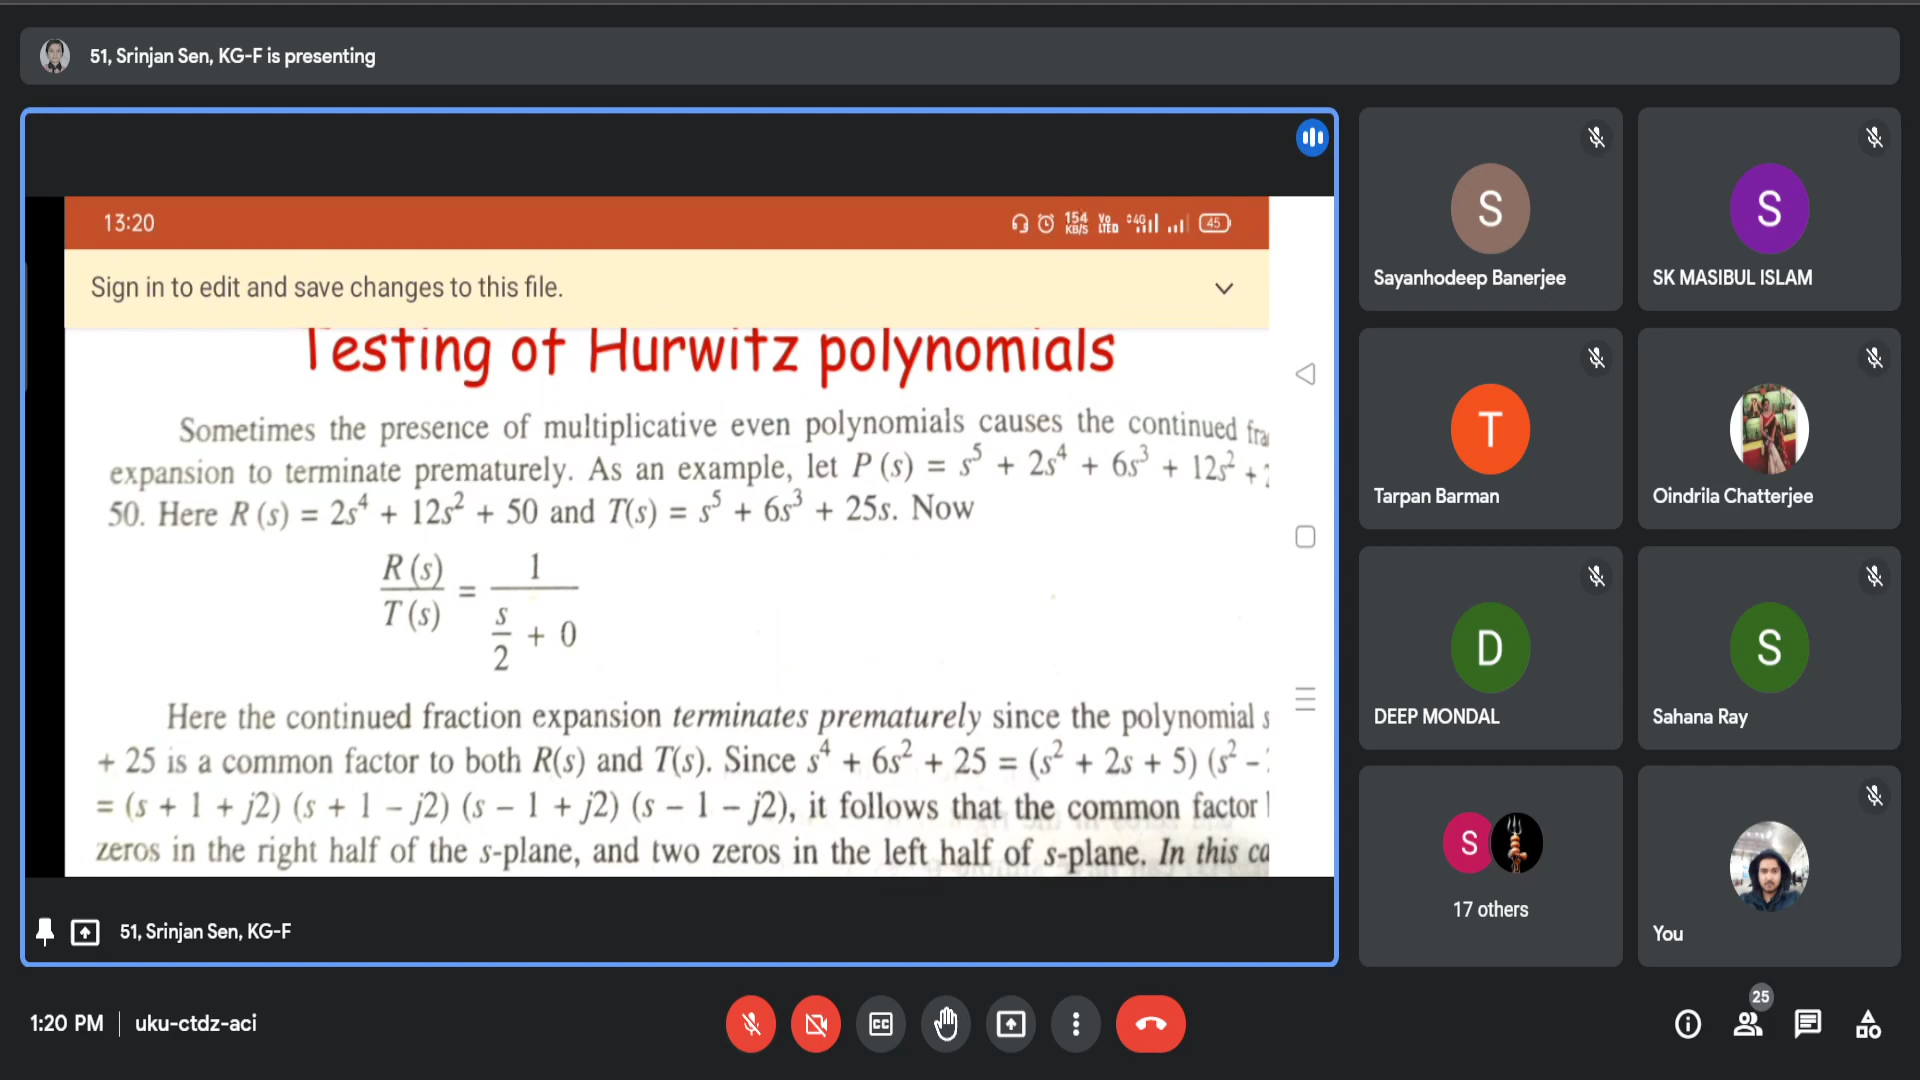 51, Srinjan Sen, KG-F is presenting
13:20
154 KB/S
Vo LTE
4G
45
Sign in to edit and save changes to this file.
Testing of Hurwitz polynomials
Sometimes the presence of multiplicative even polynomials causes the continued
expansion to terminate prematurely. As an example, let P (s) = s⁵ + 2s⁴ + 6s³ + 12s² +
50. Here R (s) = 2s⁴ + 12s² + 50 and T(s) = s⁵ + 6s³ + 25s. Now
R (s) / T (s) = 1 / (s/2 + 0)
Here the continued fraction expansion terminates prematurely since the polynomial s
+ 25 is a common factor to both R(s) and T(s). Since s⁴ + 6s² + 25 = (s² + 2s + 5) (s² -
= (s + 1 + j2) (s + 1 – j2) (s – 1 + j2) (s – 1 – j2), it follows that the common factor
zeros in the right half of the s-plane, and two zeros in the left half of s-plane. In this
51, Srinjan Sen, KG-F
S
Sayanhodeep Banerjee
S
SK MASIBUL ISLAM
T
Tarpan Barman
Oindrila Chatterjee
D
DEEP MONDAL
S
Sahana Ray
S
17 others
You
1:20 PM | uku-ctdz-aci
CC
25